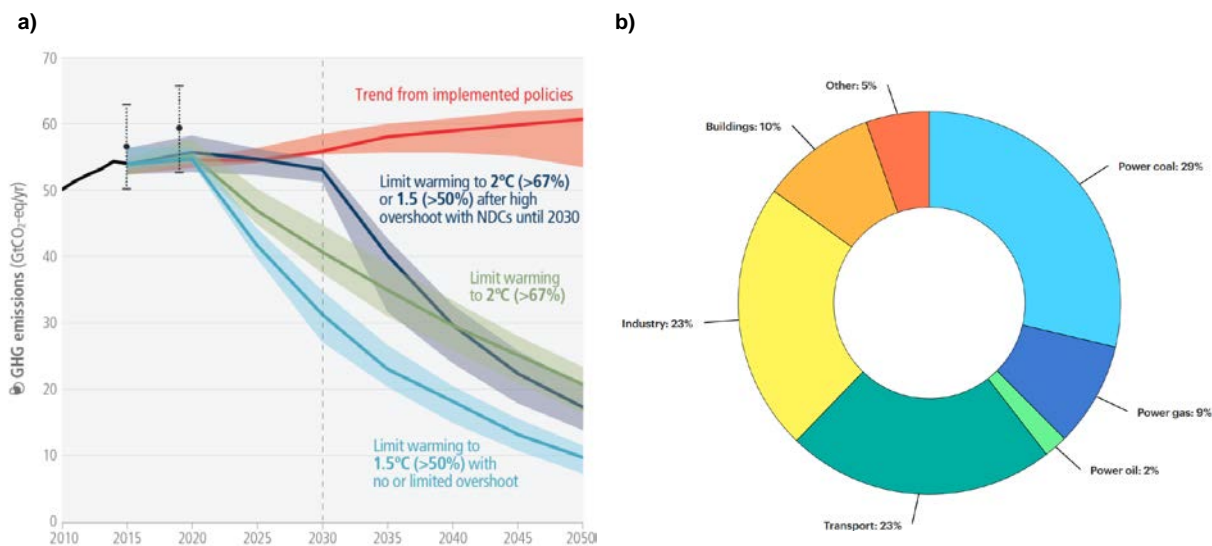 a)
70
60
50
40
30
20
10
0
GHG emissions (GtCO₂-eq/yr)
2010 2015 2020 2025 2030 2035 2040 2045 2050
Trend from implemented policies
Limit warming to 2°C (>67%)
or 1.5 (>50%) after high
overshoot with NDCs until 2030
Limit warming
to 2°C (>67%)
Limit warming to
1.5°C (>50%) with
no or limited overshoot
b)
Other: 5%
Buildings: 10%
Power coal: 29%
Industry: 23%
Power gas: 9%
Power oil: 2%
Transport: 23%